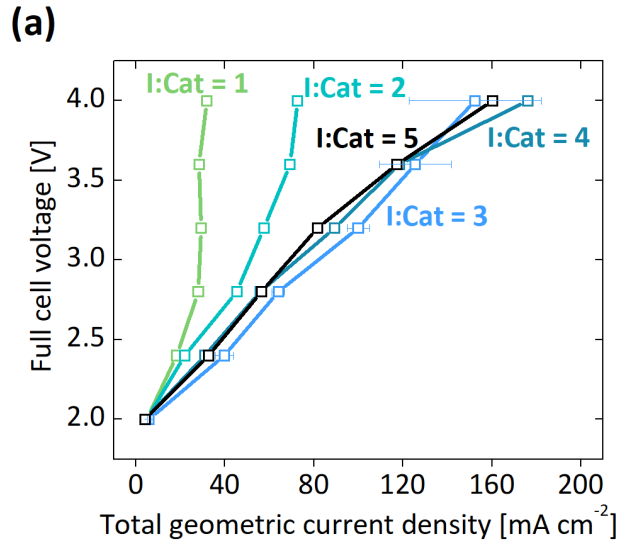 (a)
I:Cat = 1
I:Cat = 2
I:Cat = 5
I:Cat = 4
I:Cat = 3
4.0
3.5
3.0
2.5
2.0
Full cell voltage [V]
0
40
80
120
160
200
Total geometric current density [mA cm⁻²]